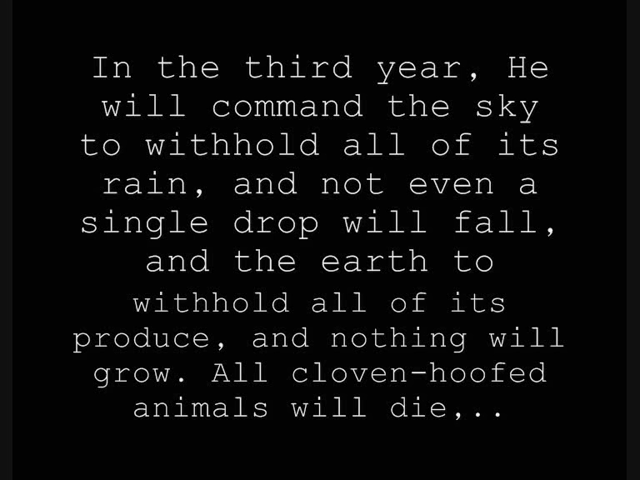 In the third year, He
will command the sky
to withhold all of its
rain, and not even a
single drop will fall,
and the earth to
withhold all of its
produce, and nothing will
grow. All cloven-hoofed
animals will die,..